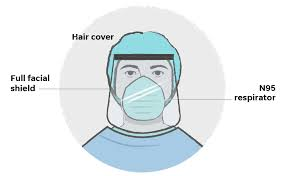 Hair cover
Full facial
shield
N95
respirator